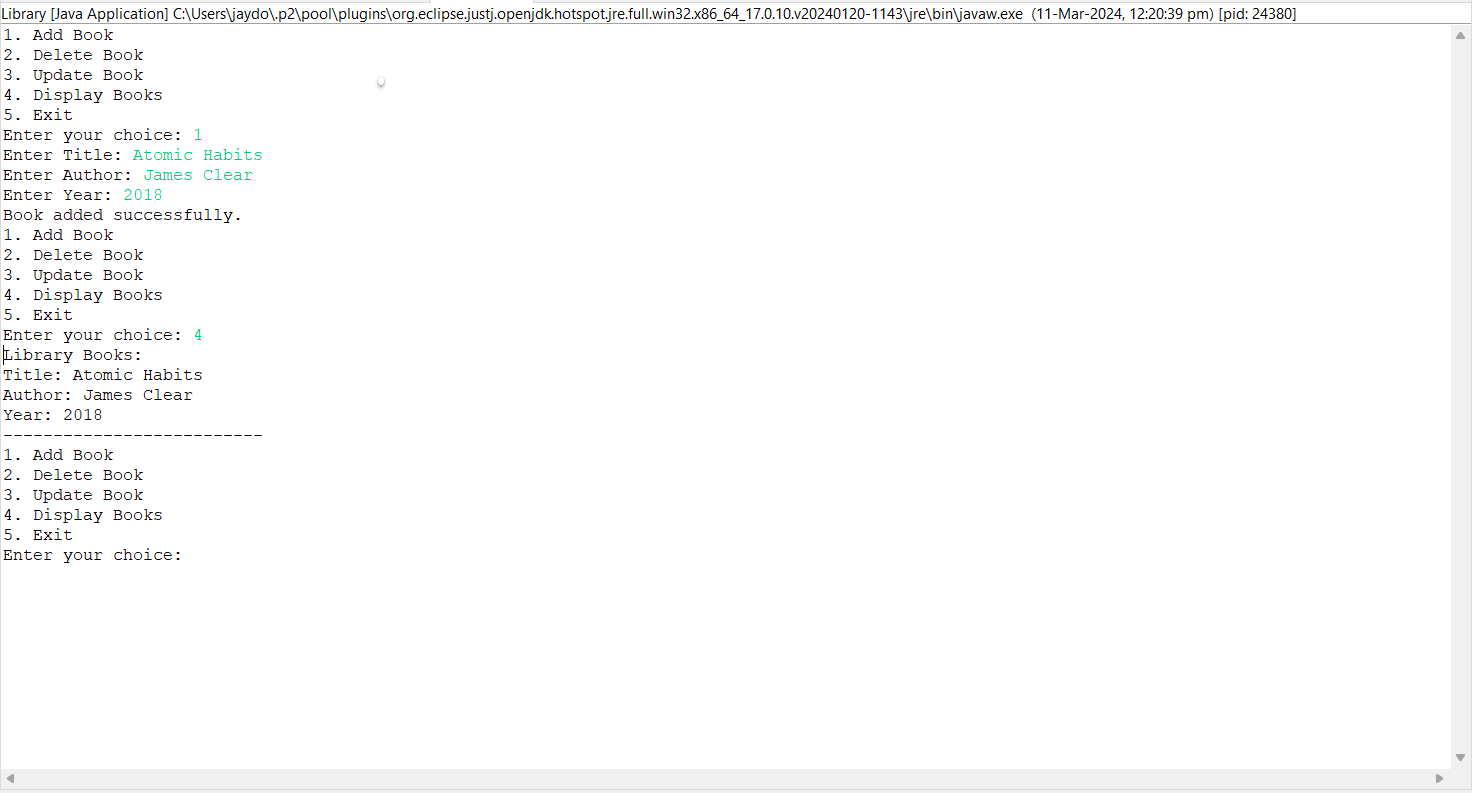 Library [Java Application] C:\Users\jaydo\.p2\pool\plugins\org.eclipse.justj.openjdk.hotspot.jre.full.win32.x86_64_17.0.10.v20240120-1143\jre\bin\javaw.exe (11-Mar-2024, 12:20:39 pm) [pid: 24380]
1. Add Book
2. Delete Book
3. Update Book
4. Display Books
5. Exit
Enter your choice: 1
Enter Title: Atomic Habits
Enter Author: James Clear
Enter Year: 2018
Book added successfully.
1. Add Book
2. Delete Book
3. Update Book
4. Display Books
5. Exit
Enter your choice: 4
Library Books:
Title: Atomic Habits
Author: James Clear
Year: 2018
--------------------------
1. Add Book
2. Delete Book
3. Update Book
4. Display Books
5. Exit
Enter your choice: